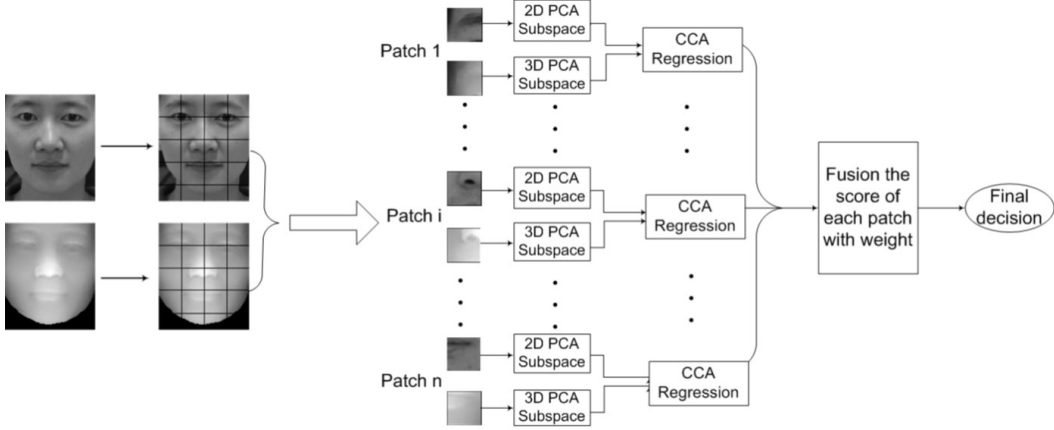 Patch 1
2D PCA
Subspace
3D PCA
Subspace
CCA
Regression
Patch i
2D PCA
Subspace
3D PCA
Subspace
CCA
Regression
Patch n
2D PCA
Subspace
3D PCA
Subspace
CCA
Regression
Fusion the
score of
each patch
with weight
Final
decision